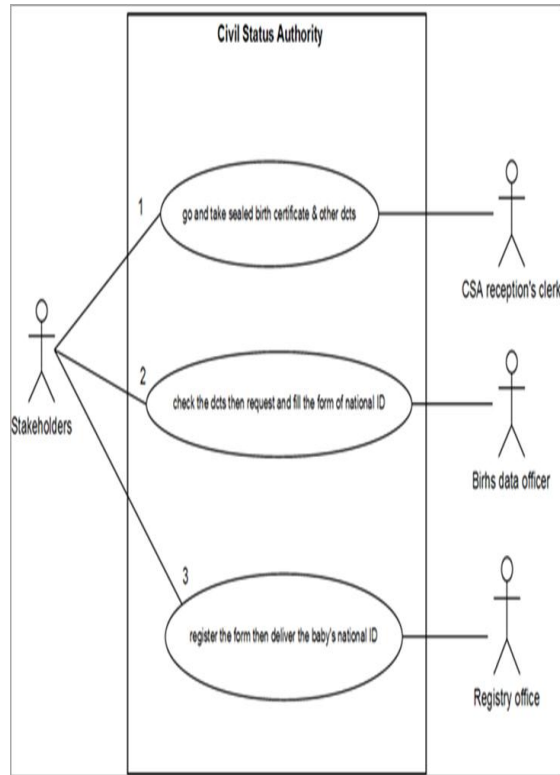 Civil Status Authority
1
go and take sealed birth certificate & other dcts
CSA reception's clerk
Stakeholders
2
check the dcts then request and fill the form of national ID
Birhs data officer
3
register the form then deliver the baby's national ID
Registry office